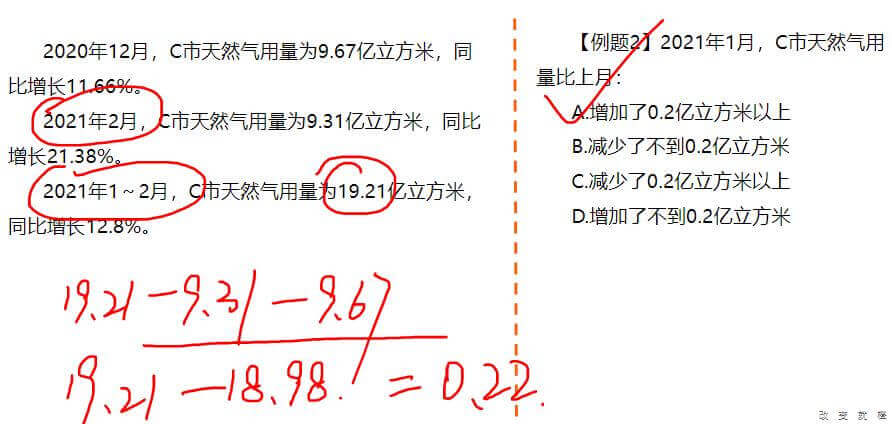 2020年12月，C市天然气用量为9.67亿立方米，同
比增长11.66%。
2021年2月，C市天然气用量为9.31亿立方米，同比
增长21.38%。
2021年1～2月，C市天然气用量为19.21亿立方米，
同比增长12.8%。
19.21-9.31-9.67
19.21-18.98.=0.22.
【例题2】2021年1月，C市天然气用
量比上月：
A.增加了0.2亿立方米以上
B.减少了不到0.2亿立方米
C.减少了0.2亿立方米以上
D.增加了不到0.2亿立方米
改变就在